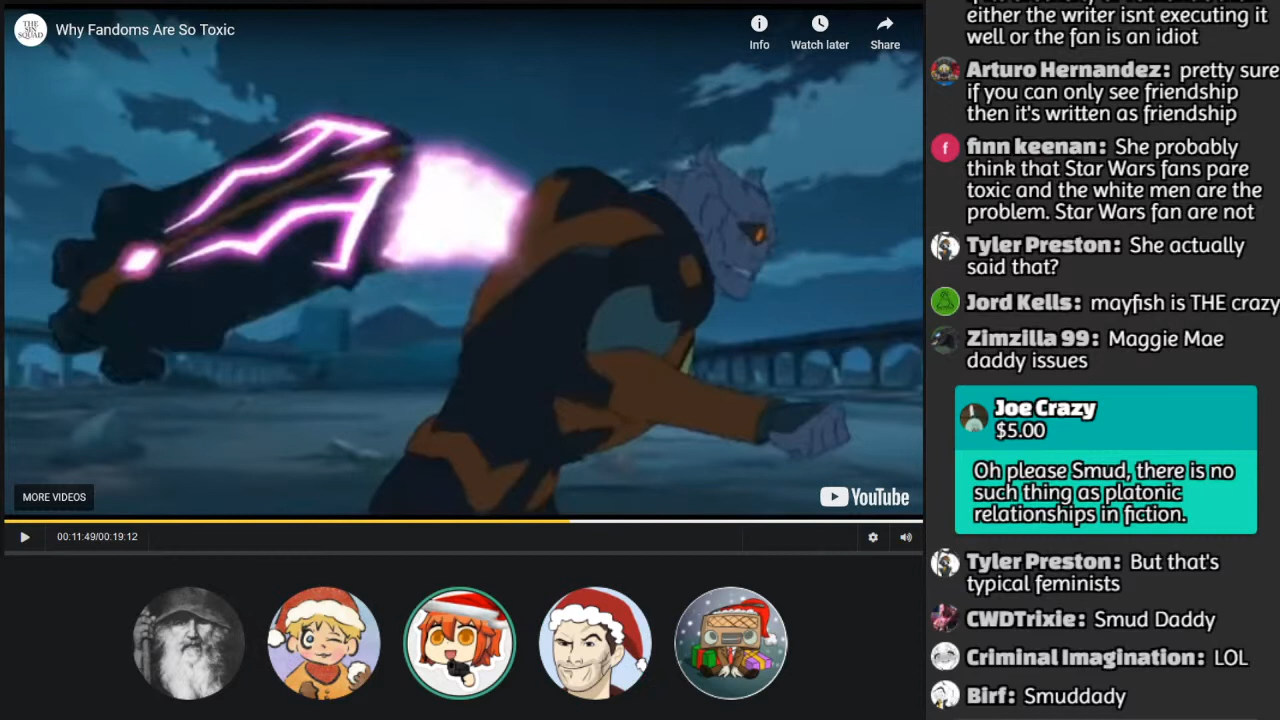 THE
SIN
SQUAD
Why Fandoms Are So Toxic
Info
Watch later
Share
MORE VIDEOS
YouTube
00:11:49/00:19:12
either the writer isnt executing it
well or the fan is an idiot
Arturo Hernandez: pretty sure
if you can only see friendship
then it's written as friendship
f
finn keenan: She probably
think that Star Wars fans pare
toxic and the white men are the
problem. Star Wars fan are not
Tyler Preston: She actually
said that?
Jord Kells: mayfish is THE crazy
Zimzilla 99: Maggie Mae
daddy issues
Joe Crazy
$5.00
Oh please Smud, there is no
such thing as platonic
relationships in fiction.
Tyler Preston: But that's
typical feminists
CWDTrixie: Smud Daddy
Criminal Imagination: LOL
Birf: Smuddady